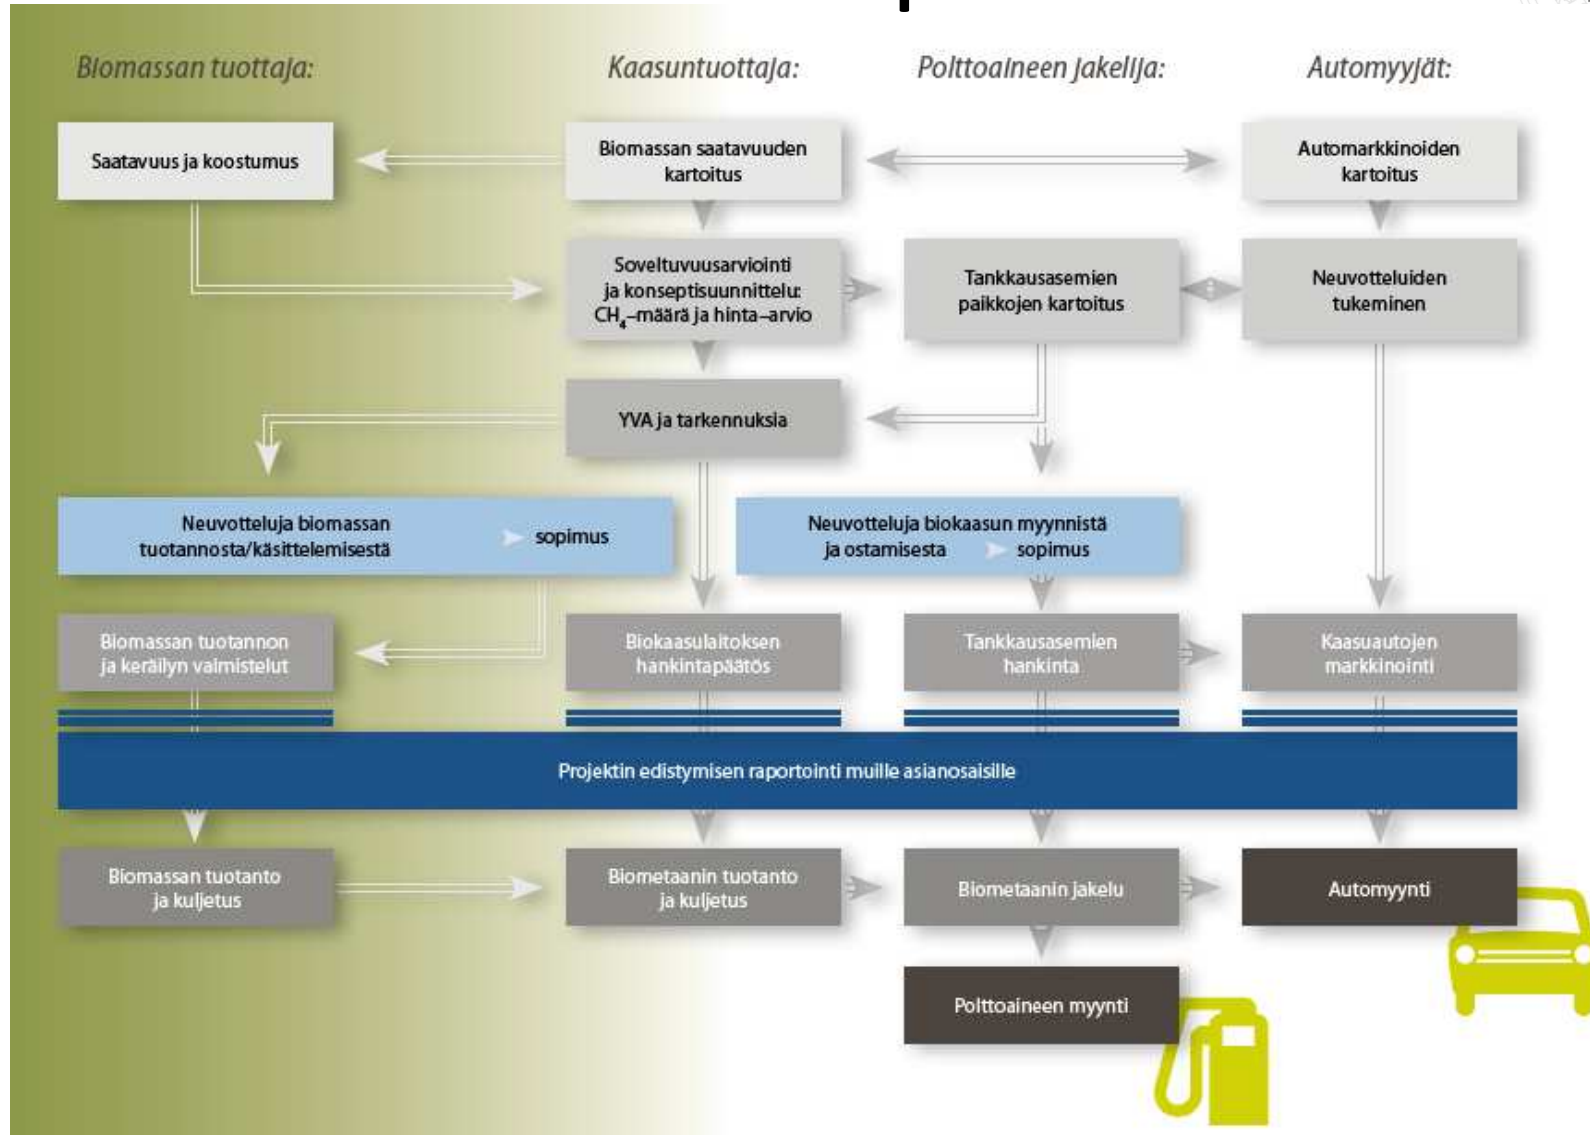 Biomassan tuottaja:
Kaasuntuottaja:
Polttoaineen jakelija:
Automyyjät:
Saatavuus ja koostumus
Biomassan saatavuuden
kartoitus
Automarkkinoiden
kartoitus
Soveltuvuusarviointi
ja konseptisuunnittelu:
CH₄–määrä ja hinta–arvio
Tankkausasemien
paikkojen kartoitus
Neuvotteluiden
tukeminen
YVA ja tarkennuksia
Neuvotteluja biomassan
tuotannosta/käsittelemisestä
sopimus
Neuvotteluja biokaasun myynnistä
ja ostamisesta sopimus
Biomassan tuotannon
ja keräilyn valmistelut
Biokaasulaitoksen
hankintapäätös
Tankkausasemien
hankinta
Kaasuautojen
markkinointi
Projektin edistymisen raportointi muille asianosaisille
Biomassan tuotanto
ja kuljetus
Biometaanin tuotanto
ja kuljetus
Biometaanin jakelu
Automyynti
Polttoaineen myynti